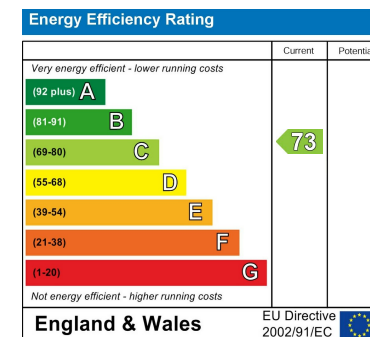 Energy Efficiency Rating
Current Potentia
Very energy efficient - lower running costs
(92 plus) A
(81-91) B
(69-80) C
73
(55-68) D
(39-54) E
(21-38) F
(1-20) G
Not energy efficient - higher running costs
England & Wales
EU Directive
2002/91/EC